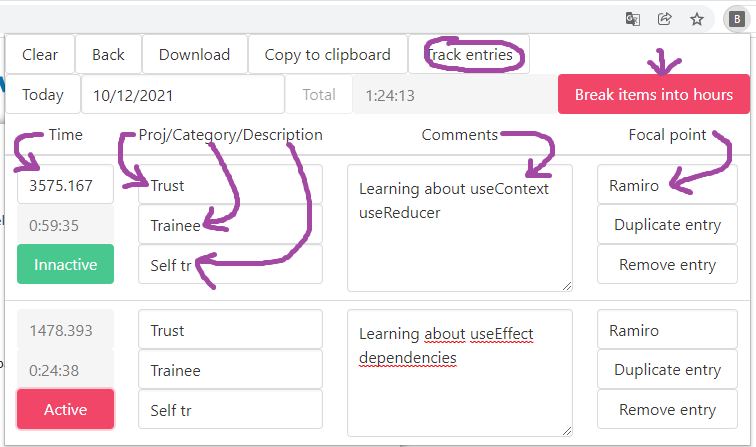 B
Clear Back Download Copy to clipboard Track entries
Today 10/12/2021 Total 1:24:13 Break items into hours
Time Proj/Category/Description Comments Focal point
3575.167 Trust Learning about useContext Ramiro
useReducer
0:59:35 Trainee Duplicate entry
Innactive Self tr Remove entry
1478.393 Trust Learning about useEffect Ramiro
dependencies
0:24:38 Trainee Duplicate entry
Active Self tr Remove entry